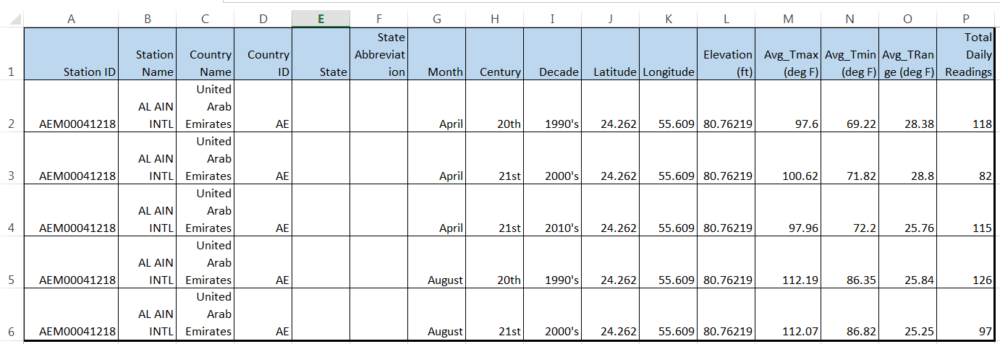 A B C D E F G H I J K L M N O P
1 Station ID Station Name Country Name Country ID State State Abbreviat ion Month Century Decade Latitude Longitude Elevation (ft) Avg_Tmax (deg F) Avg_Tmin (deg F) Avg_TRan ge (deg F) Total Daily Readings
2 AEM00041218 AL AIN INTL United Arab Emirates AE April 20th 1990's 24.262 55.609 80.76219 97.6 69.22 28.38 118
3 AEM00041218 AL AIN INTL United Arab Emirates AE April 21st 2000's 24.262 55.609 80.76219 100.62 71.82 28.8 82
4 AEM00041218 AL AIN INTL United Arab Emirates AE April 21st 2010's 24.262 55.609 80.76219 97.96 72.2 25.76 115
5 AEM00041218 AL AIN INTL United Arab Emirates AE August 20th 1990's 24.262 55.609 80.76219 112.19 86.35 25.84 126
6 AEM00041218 AL AIN INTL United Arab Emirates AE August 21st 2000's 24.262 55.609 80.76219 112.07 86.82 25.25 97